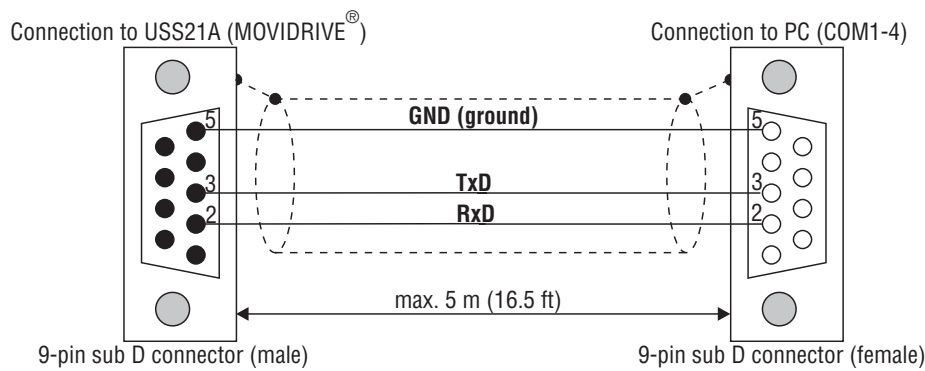 Connection to USS21A (MOVIDRIVE®)
Connection to PC (COM1-4)
5
GND (ground)
5
3
TxD
3
2
RxD
2
max. 5 m (16.5 ft)
9-pin sub D connector (male)
9-pin sub D connector (female)